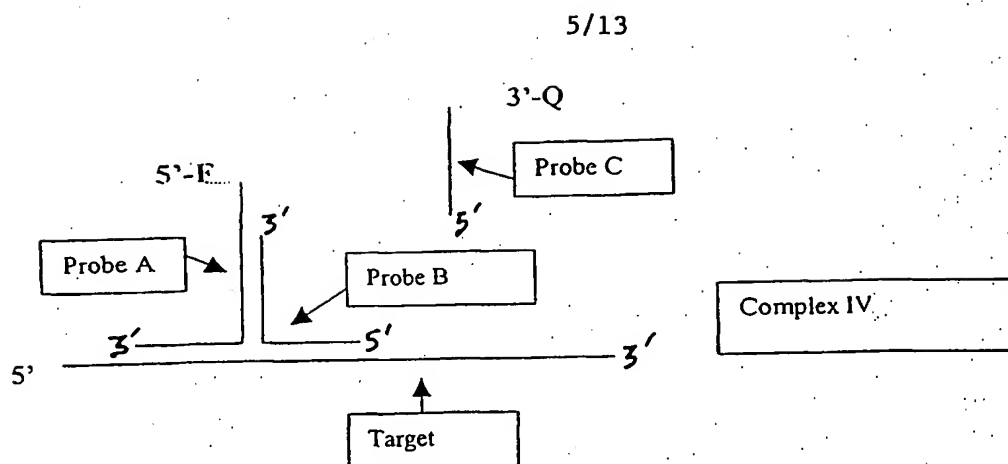 5/13
3'-Q
Probe C
5'-F
5'
3'
Probe A
Probe B
Complex IV
3'
5'
3'
5'
Target